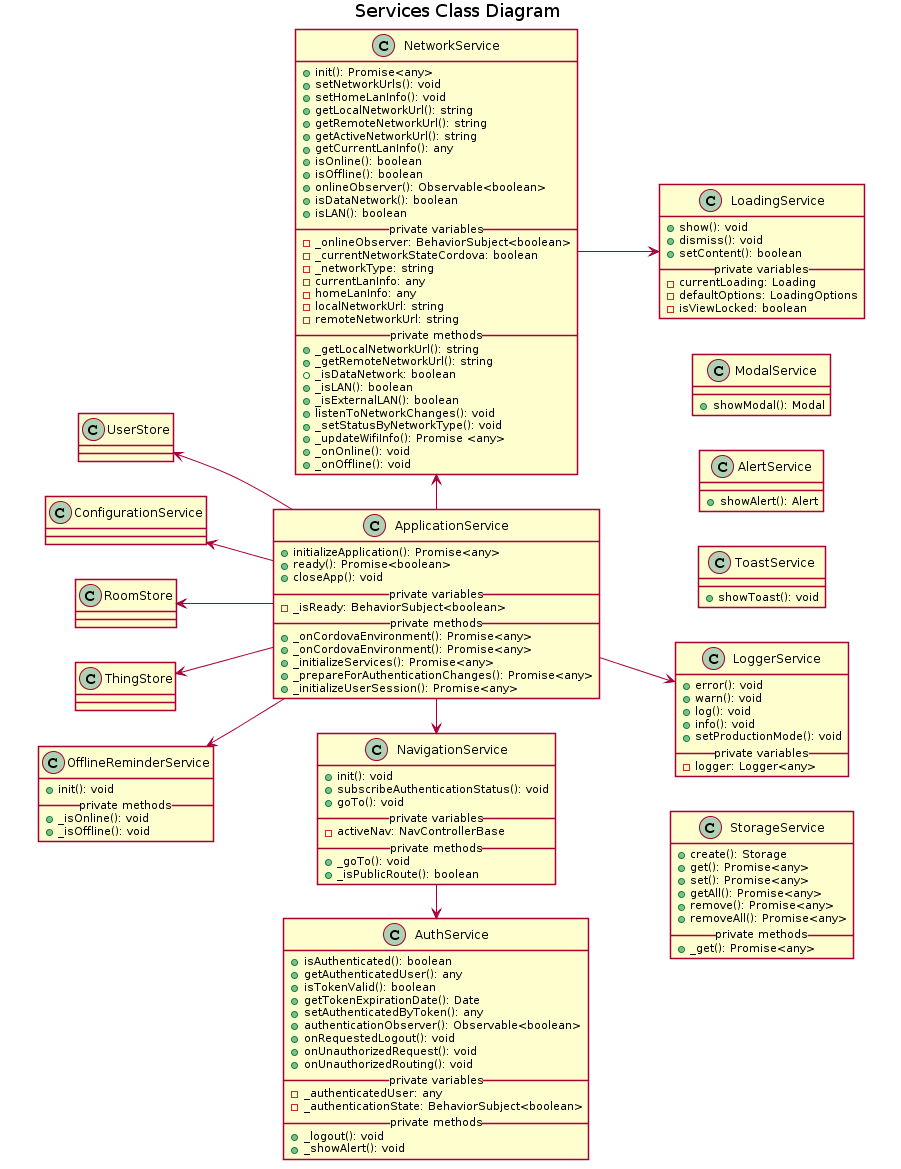 Services Class Diagram
C NetworkService
init(): Promise<any>
setNetworkUrls(): void
setHomeLanInfo(): void
getLocalNetworkUrl(): string
getRemoteNetworkUrl(): string
getActiveNetworkUrl(): string
getCurrentLanInfo(): any
isOnline(): boolean
isOffline(): boolean
onlineObserver(): Observable<boolean>
isDataNetwork(): boolean
isLAN(): boolean
private variables
_onlineObserver: BehaviorSubject<boolean>
_currentNetworkStateCordova: boolean
_networkType: string
currentLanInfo: any
homeLanInfo: any
localNetworkUrl: string
remoteNetworkUrl: string
private methods
_getLocalNetworkUrl(): string
_getRemoteNetworkUrl(): string
_isDataNetwork: boolean
_isLAN(): boolean
_isExternalLAN(): boolean
listenToNetworkChanges(): void
_setStatusByNetworkType(): void
_updateWifiInfo(): Promise <any>
_onOnline(): void
_onOffline(): void
C LoadingService
show(): void
dismiss(): void
setContent(): boolean
private variables
currentLoading: Loading
defaultOptions: LoadingOptions
isViewLocked: boolean
C ModalService
showModal(): Modal
C UserStore
C AlertService
showAlert(): Alert
C ConfigurationService
C ApplicationService
initializeApplication(): Promise<any>
ready(): Promise<boolean>
closeApp(): void
private variables
_isReady: BehaviorSubject<boolean>
private methods
_onCordovaEnvironment(): Promise<any>
_onCordovaEnvironment(): Promise<any>
_initializeServices(): Promise<any>
_prepareForAuthenticationChanges(): Promise<any>
_initializeUserSession(): Promise<any>
C ToastService
showToast(): void
C RoomStore
C ThingStore
C LoggerService
error(): void
warn(): void
log(): void
info(): void
setProductionMode(): void
private variables
logger: Logger<any>
C OfflineReminderService
init(): void
private methods
_isOnline(): void
_isOffline(): void
C NavigationService
init(): void
subscribeAuthenticationStatus(): void
goTo(): void
private variables
activeNav: NavControllerBase
private methods
_goTo(): void
_isPublicRoute(): boolean
C StorageService
create(): Storage
get(): Promise<any>
set(): Promise<any>
getAll(): Promise<any>
remove(): Promise<any>
removeAll(): Promise<any>
private methods
_get(): Promise<any>
C AuthService
isAuthenticated(): boolean
getAuthenticatedUser(): any
isTokenValid(): boolean
getTokenExpirationDate(): Date
setAuthenticatedByToken(): any
authenticationObserver(): Observable<boolean>
onRequestedLogout(): void
onUnauthorizedRequest(): void
onUnauthorizedRouting(): void
private variables
_authenticatedUser: any
_authenticationState: BehaviorSubject<boolean>
private methods
_logout(): void
_showAlert(): void